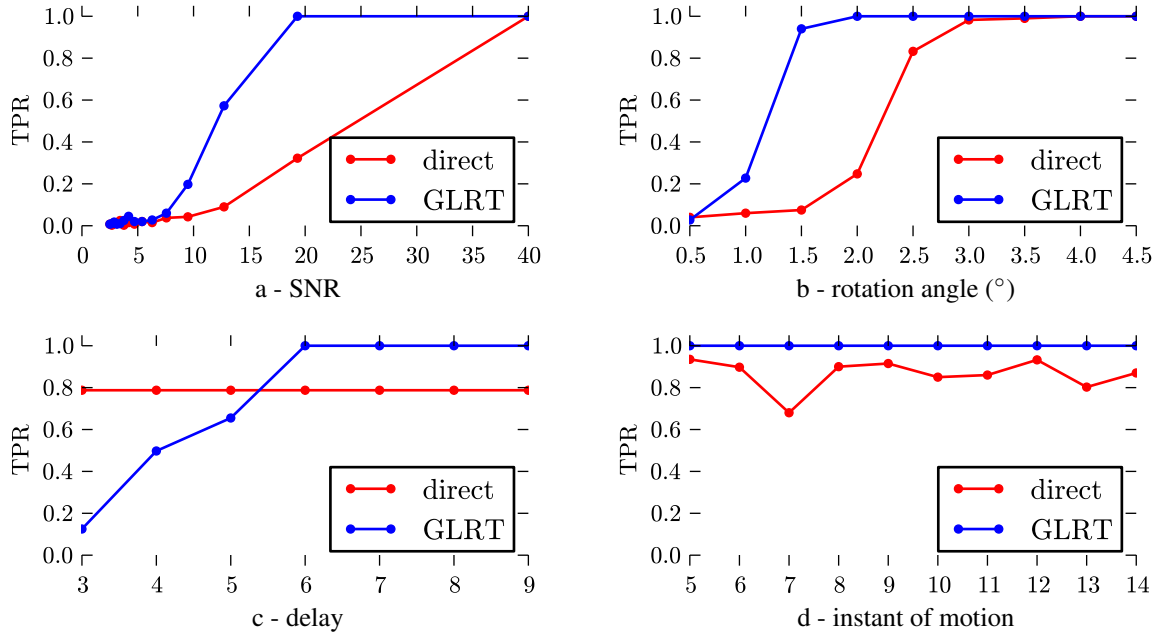 1.0
0.8
0.6
0.4
0.2
0.0
TPR
direct
GLRT
0 5 10 15 20 25 30 35 40
a - SNR
1.0
0.8
0.6
0.4
0.2
0.0
TPR
direct
GLRT
0.5 1.0 1.5 2.0 2.5 3.0 3.5 4.0 4.5
b - rotation angle (°)
1.0
0.8
0.6
0.4
0.2
0.0
TPR
direct
GLRT
3 4 5 6 7 8 9
c - delay
1.0
0.8
0.6
0.4
0.2
0.0
TPR
direct
GLRT
5 6 7 8 9 10 11 12 13 14
d - instant of motion